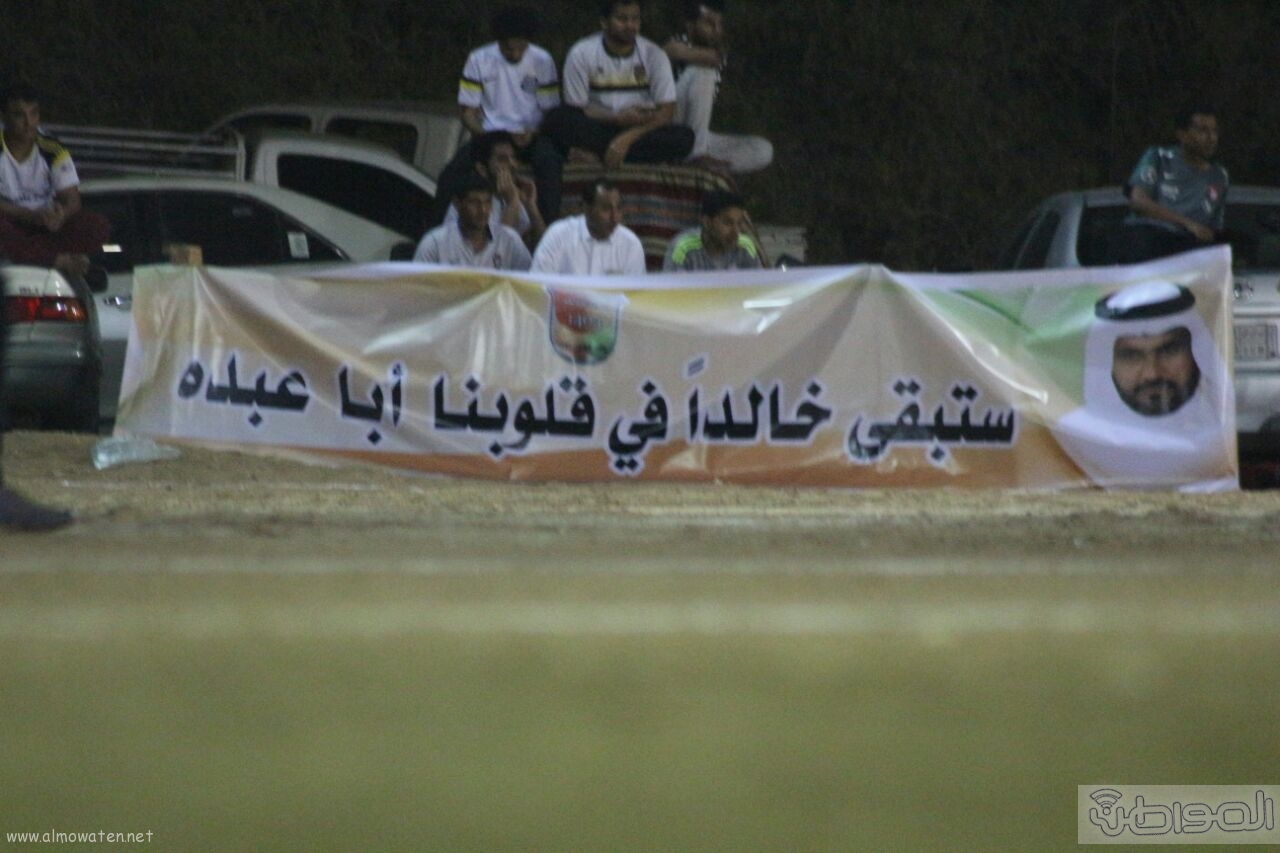 ستبقى خالداً في قلوبنا أبا عبده
المواطن
www.almowaten.net